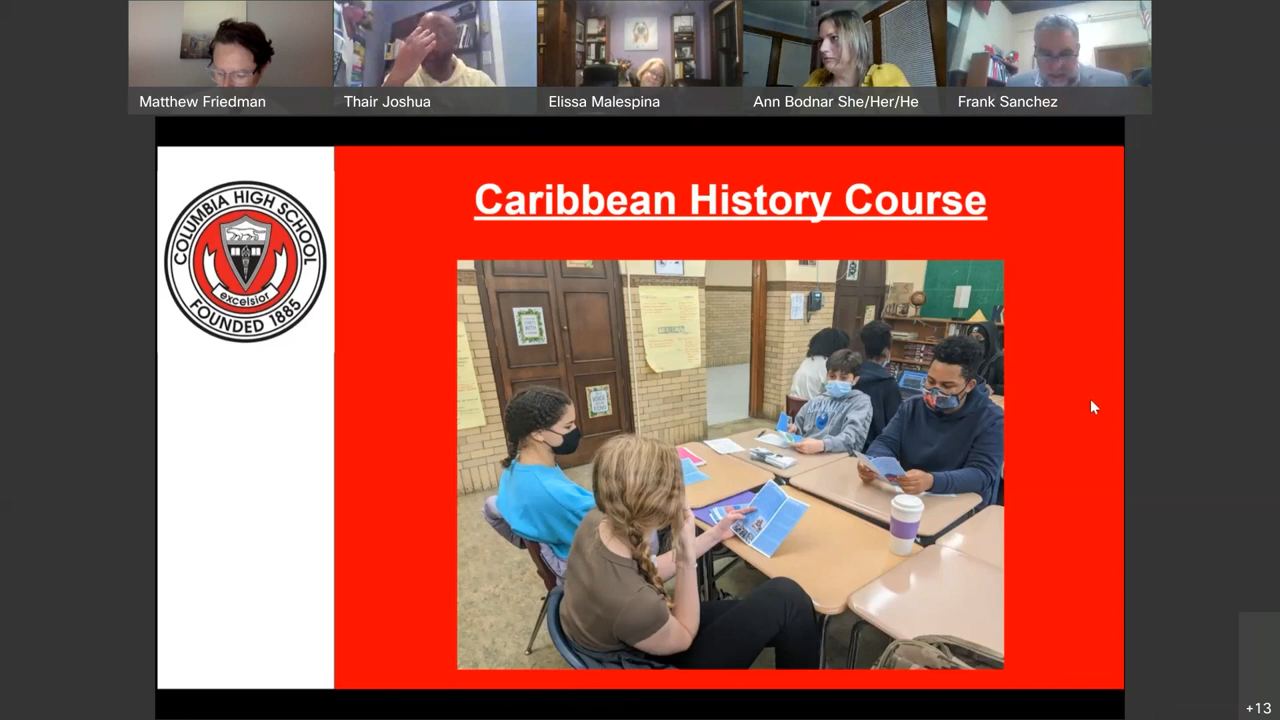 Matthew Friedman
Thair Joshua
Elissa Malespina
Ann Bodnar She/Her/He
Frank Sanchez
Caribbean History Course
COLUMBIA HIGH SCHOOL
excelsior
FOUNDED 1885
+13